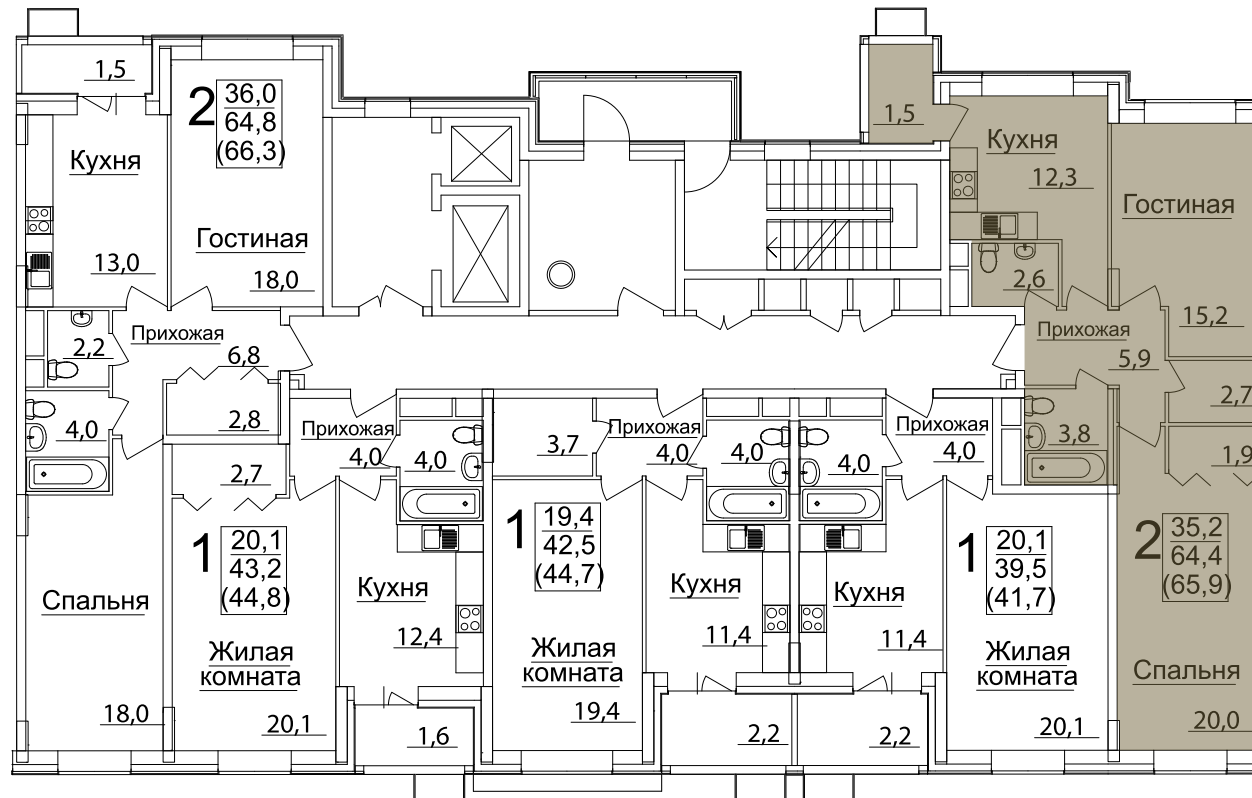 1,5
2
36,0
64,8
(66,3)
Кухня
13,0
Гостиная
18,0
1,5
Кухня
12,3
Гостиная
15,2
2,6
Прихожая
5,9
2,7
3,8
1,9
2,2
Прихожая
6,8
2,8
4,0
2,7
Прихожая
4,0
4,0
3,7
Прихожая
4,0
4,0
4,0
Прихожая
4,0
1
20,1
43,2
(44,8)
Спальня
18,0
Жилая
комната
20,1
Кухня
12,4
1,6
1
19,4
42,5
(44,7)
Жилая
комната
19,4
Кухня
11,4
2,2
Кухня
11,4
2,2
1
20,1
39,5
(41,7)
Жилая
комната
20,1
2
35,2
64,4
(65,9)
Спальня
20,0